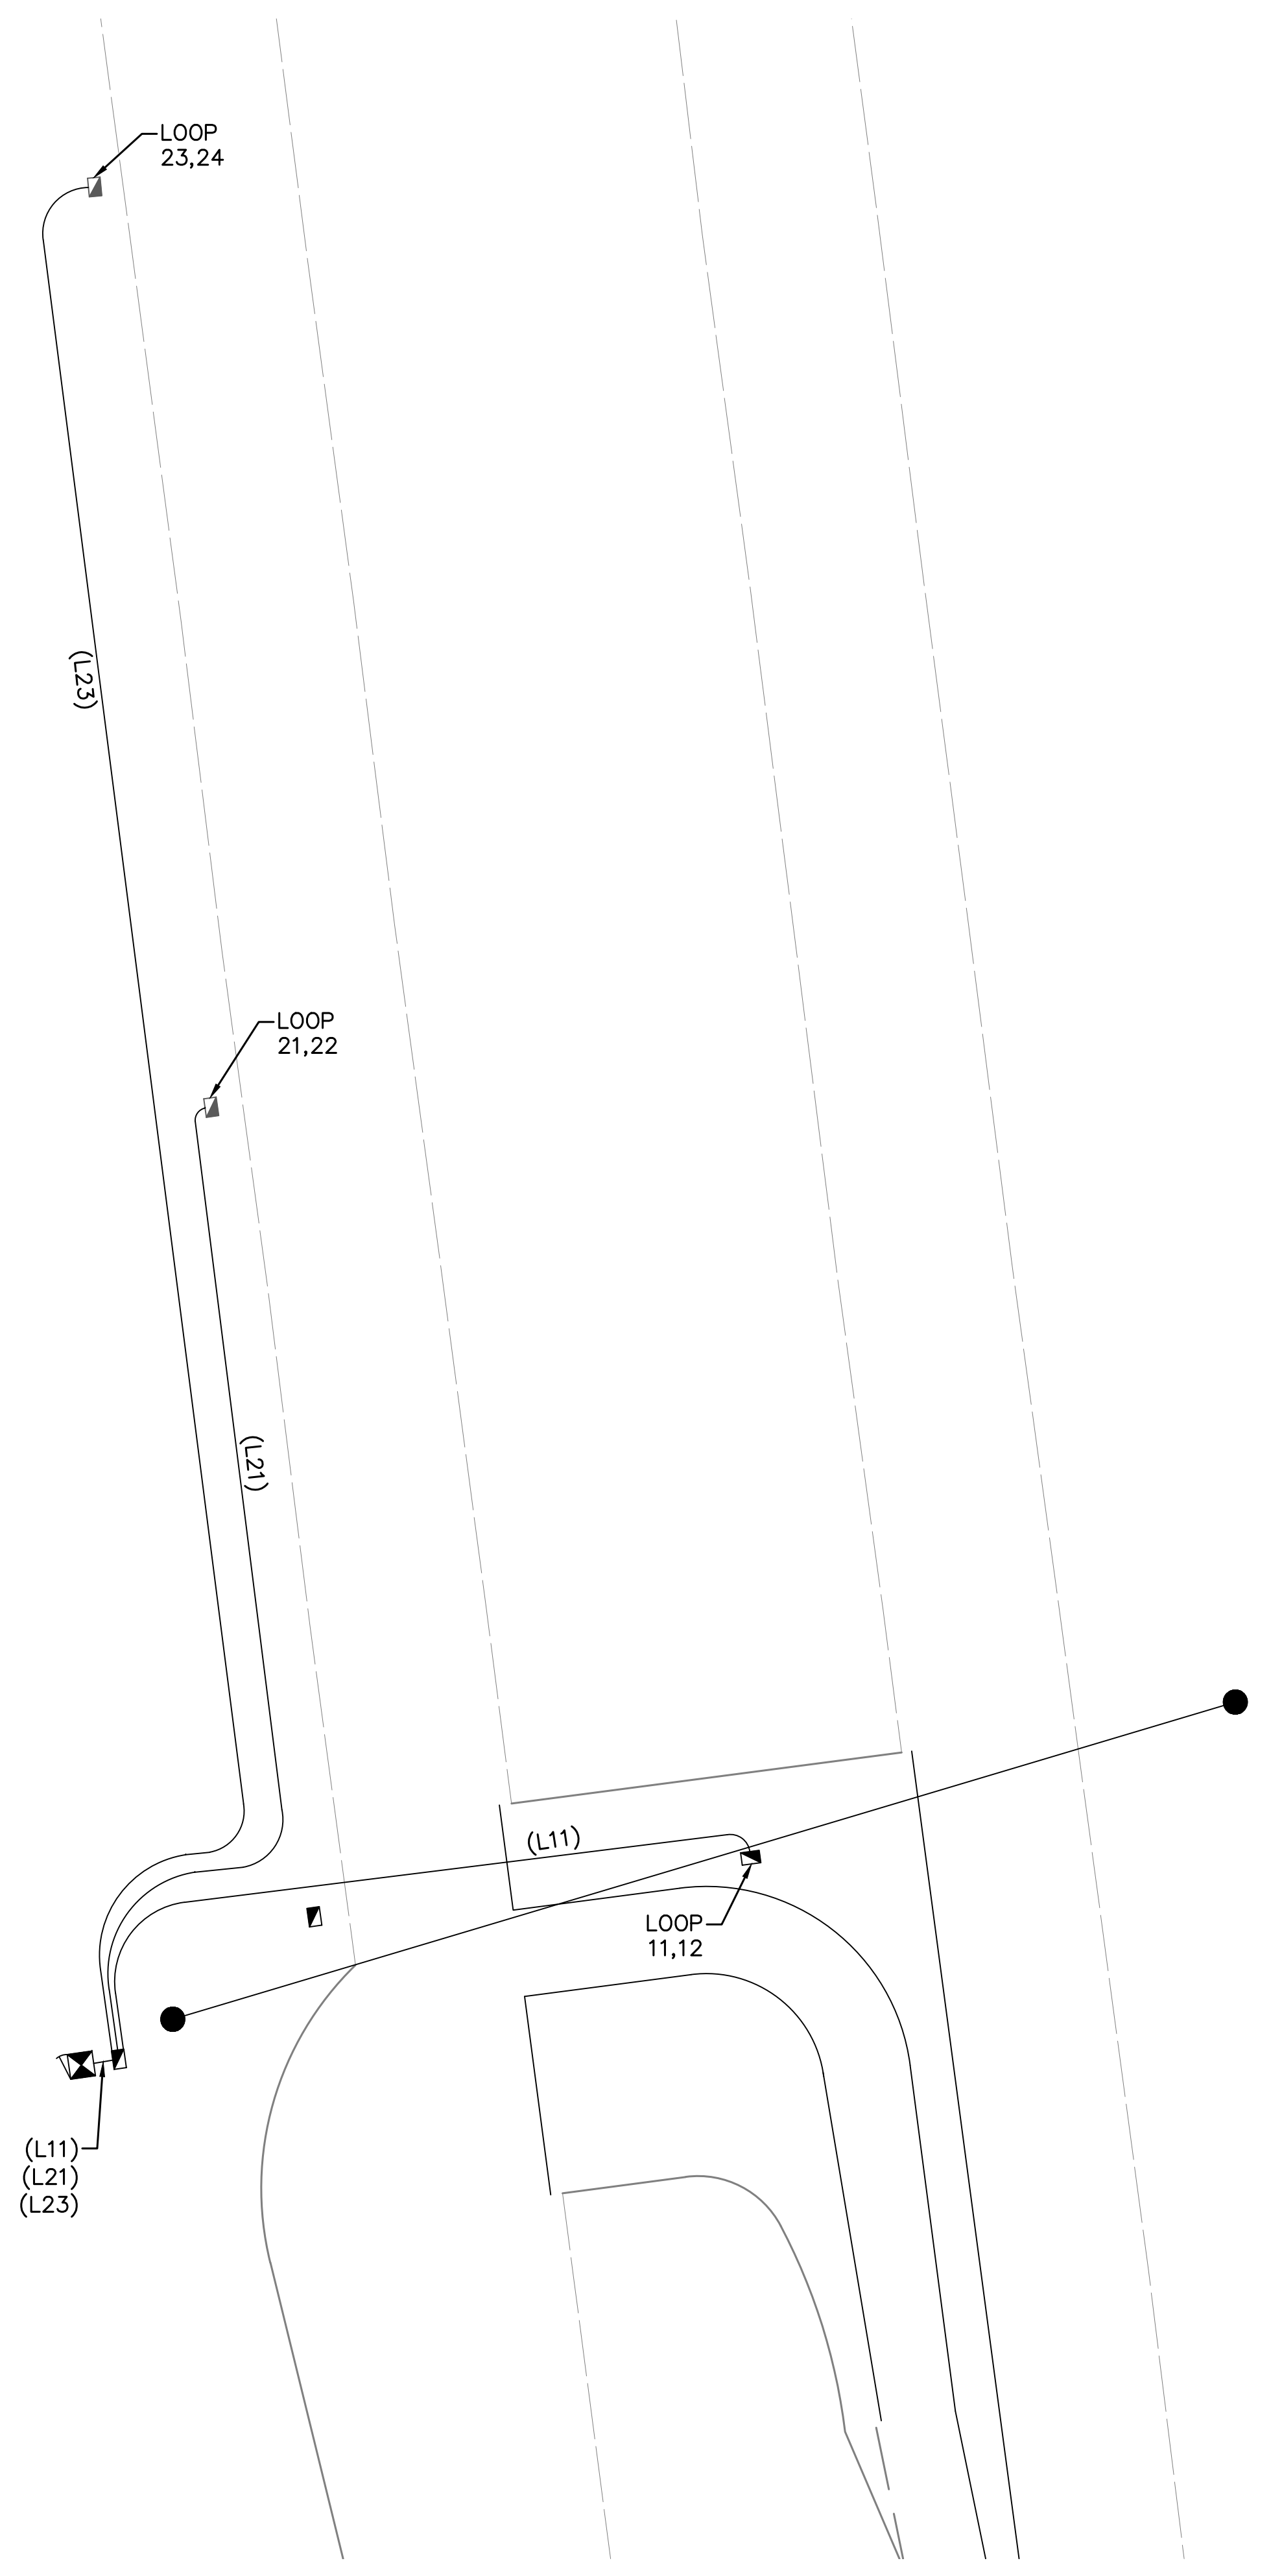 LOOP
23,24
(L23)
LOOP
21,22
(L21)
(L11)
LOOP
11,12
(L11)
(L21)
(L23)